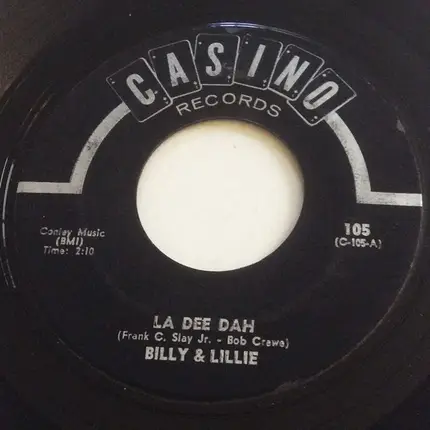 CASINO
RECORDS
Conley Music
(BMI)
Time: 2:10
105
(C-105-A)
LA DEE DAH
(Frank C. Slay Jr. - Bob Crewe)
BILLY & LILLIE